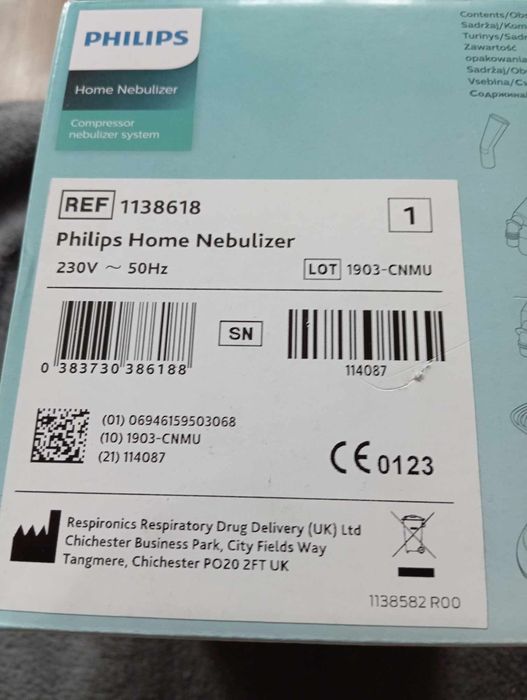 PHILIPS
Home Nebulizer
Compressor
nebulizer system
Contents/Obs
Sadržaj/Kom
Turinys/Sadr
Zawartość
opakowania
Sadržaj/Ob
Vsebina/Cъ
Содржина
REF 1138618
1
Philips Home Nebulizer
230V ~ 50Hz
LOT 1903-CNMU
0 383730 386188
SN
114087
(01) 06946159503068
(10) 1903-CNMU
(21) 114087
CE 0123
Respironics Respiratory Drug Delivery (UK) Ltd
Chichester Business Park, City Fields Way
Tangmere, Chichester PO20 2FT UK
1138582 R00